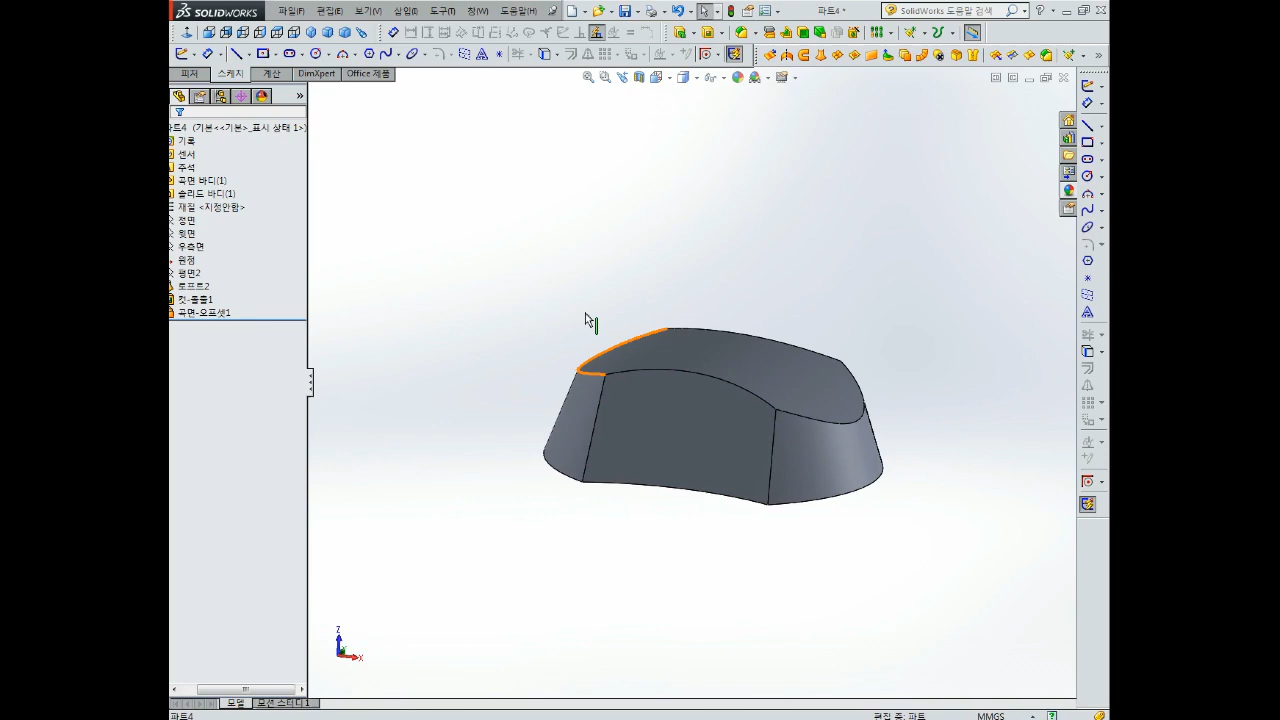 SOLIDWORKS 파일(F) 편집(E) 보기(V) 삽입(I) 도구(T) 창(W) 도움말(H) 파트4 * SolidWorks 도움말 검색
피처 스케치 계산 DimXpert Office 제품
파트4 (기본<<기본>_표시 상태 1>)
기록
센서
주석
곡면 바디(1)
솔리드 바디(1)
재질 <지정안함>
정면
윗면
우측면
원점
평면2
로프트2
컷-돌출1
곡면-오프셋1
Z
X
모델 모션 스터디1
파트4 편집 중: 파트 MMGS